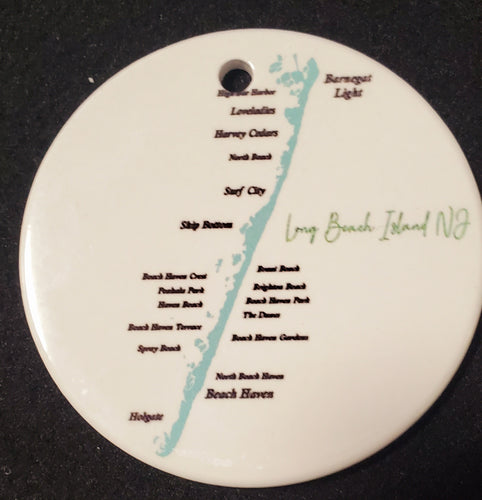 Barnegat
Light
High Bar Harbor
Loveladies
Harvey Cedars
North Beach
Surf City
Ship Bottom
Long Beach Island NJ
Brant Beach
Beach Haven Crest
Brighton Beach
Peahala Park
Beach Haven Park
Haven Beach
The Dunes
Beach Haven Terrace
Beach Haven Gardens
Spray Beach
North Beach Haven
Beach Haven
Holgate